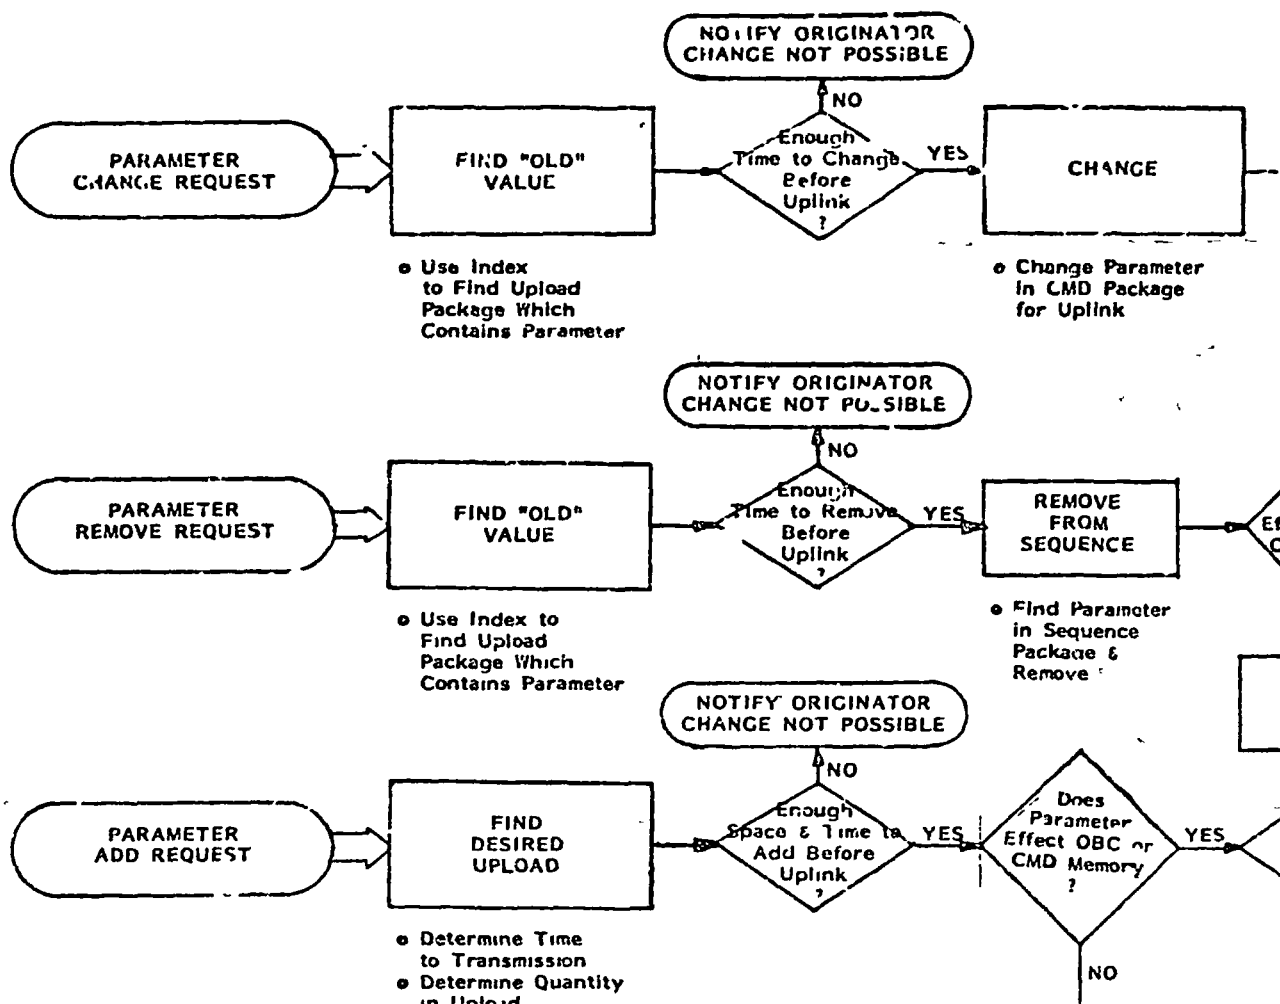 NOTIFY ORIGINATOR
CHANGE NOT POSSIBLE
NO
PARAMETER
CHANGE REQUEST
FIND "OLD"
VALUE
Enough
Time to Change
Before
Uplink
?
YES
CHANGE
• Use Index
to Find Upload
Package Which
Contains Parameter
• Change Parameter
in CMD Package
for Uplink
NOTIFY ORIGINATOR
CHANGE NOT POSSIBLE
NO
PARAMETER
REMOVE REQUEST
FIND "OLD"
VALUE
Enough
Time to Remove
Before
Uplink
?
YES
REMOVE
FROM
SEQUENCE
• Use Index to
Find Upload
Package Which
Contains Parameter
• Find Parameter
in Sequence
Package &
Remove
NOTIFY ORIGINATOR
CHANGE NOT POSSIBLE
NO
PARAMETER
ADD REQUEST
FIND
DESIRED
UPLOAD
Enough
Space & Time to
Add Before
Uplink
?
YES
Does
Parameter
Effect OBC or
CMD Memory
?
YES
NO
• Determine Time
to Transmission
• Determine Quantity
in Upload